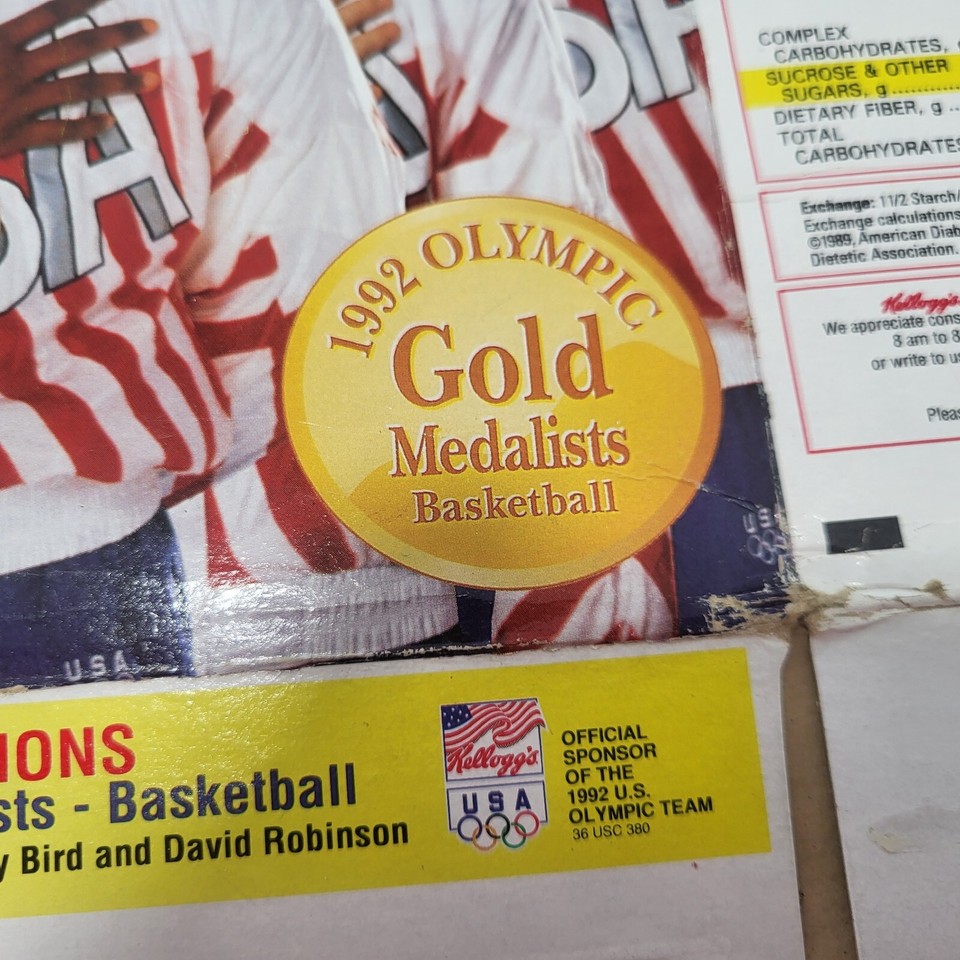 COMPLEX
CARBOHYDRATES,
SUCROSE & OTHER
SUGARS, g ............
DIETARY FIBER, g ..
TOTAL
CARBOHYDRATES
Exchange: 11/2 Starch/
Exchange calculations
©1989, American Diab
Dietetic Association.
Kellogg's
We appreciate cons
8 am to 8
or write to us
Pleas
1992 OLYMPIC
Gold
Medalists
Basketball
USA
USA
IONS
sts - Basketball
y Bird and David Robinson
Kellogg's
USA
OFFICIAL
SPONSOR
OF THE
1992 U.S.
OLYMPIC TEAM
36 USC 380